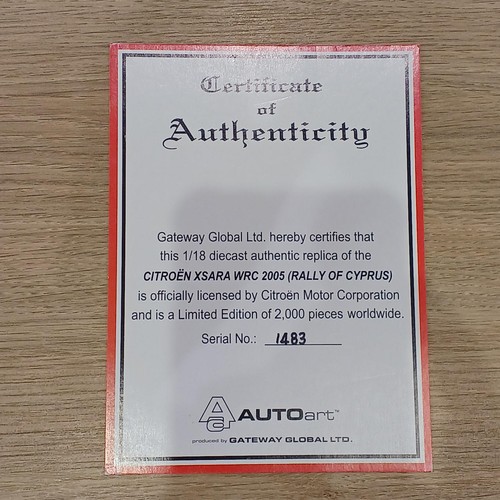 Certificate
of
Authenticity
Gateway Global Ltd. hereby certifies that
this 1/18 diecast authentic replica of the
CITROËN XSARA WRC 2005 (RALLY OF CYPRUS)
is officially licensed by Citroën Motor Corporation
and is a Limited Edition of 2,000 pieces worldwide.
Serial No.: 1483
AUTOart™
produced by GATEWAY GLOBAL LTD.